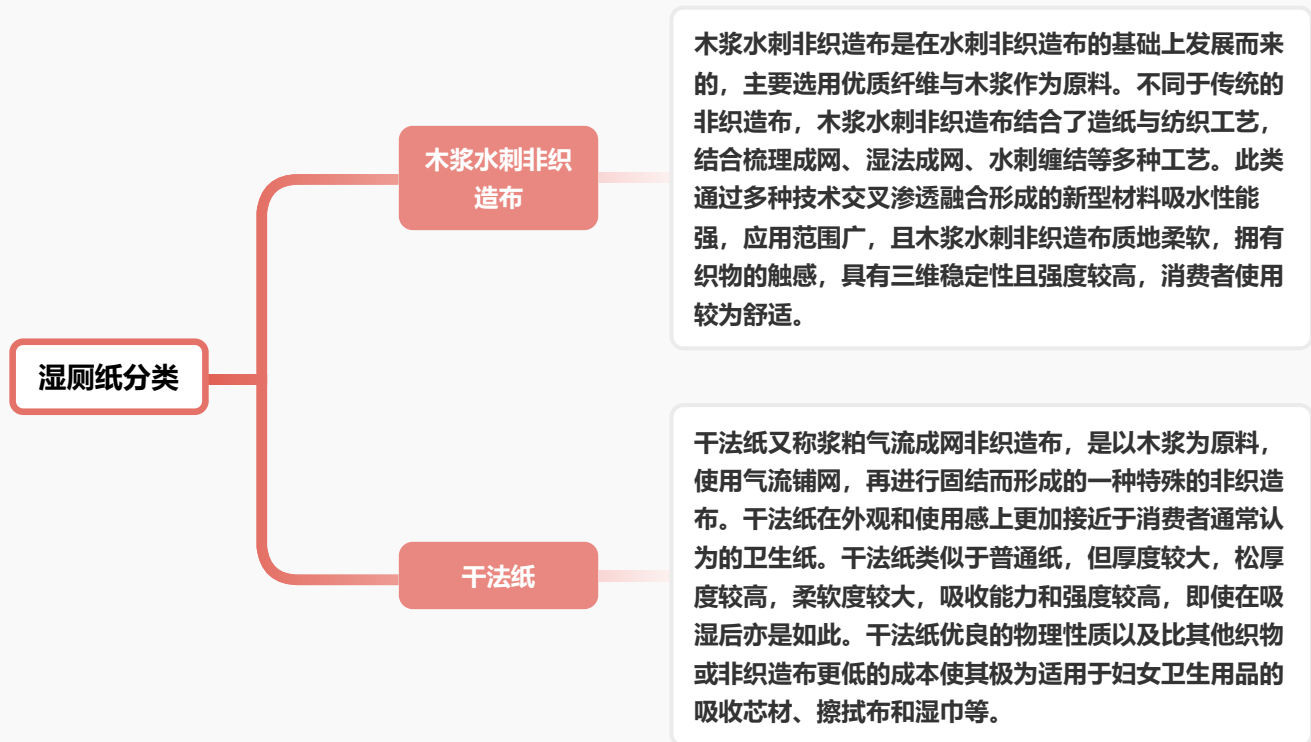 湿厕纸分类
木浆水刺非织
造布
木浆水刺非织造布是在水刺非织造布的基础上发展而来
的，主要选用优质纤维与木浆作为原料。不同于传统的
非织造布，木浆水刺非织造布结合了造纸与纺织工艺，
结合梳理成网、湿法成网、水刺缠结等多种工艺。此类
通过多种技术交叉渗透融合形成的新型材料吸水性能
强，应用范围广，且木浆水刺非织造布质地柔软，拥有
织物的触感，具有三维稳定性且强度较高，消费者使用
较为舒适。
干法纸
干法纸又称浆粕气流成网非织造布，是以木浆为原料，
使用气流铺网，再进行固结而形成的一种特殊的非织造
布。干法纸在外观和使用感上更加接近于消费者通常认
为的卫生纸。干法纸类似于普通纸，但厚度较大，松厚
度较高，柔软度较大，吸收能力和强度较高，即使在吸
湿后亦是如此。干法纸优良的物理性质以及比其他织物
或非织造布更低的成本使其极为适用于妇女卫生用品的
吸收芯材、擦拭布和湿巾等。